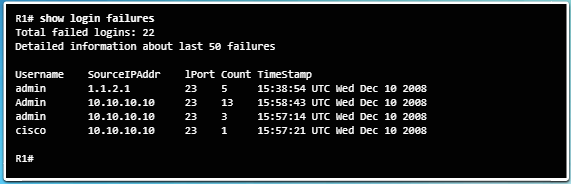 R1# show login failures
Total failed logins: 22
Detailed information about last 50 failures
Username SourceIPAddr lPort Count TimeStamp
admin 1.1.2.1 23 5 15:38:54 UTC Wed Dec 10 2008
Admin 10.10.10.10 23 13 15:58:43 UTC Wed Dec 10 2008
admin 10.10.10.10 23 3 15:57:14 UTC Wed Dec 10 2008
cisco 10.10.10.10 23 1 15:57:21 UTC Wed Dec 10 2008
R1#